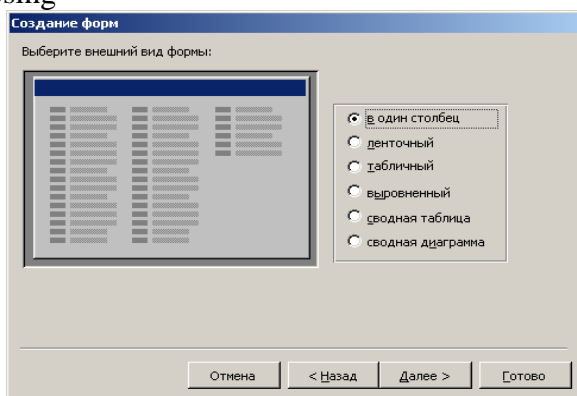 Создание форм
Выберите внешний вид формы:
в один столбец
ленточный
табличный
выровненный
сводная таблица
сводная диаграмма
Отмена
< Назад
Далее >
Готово